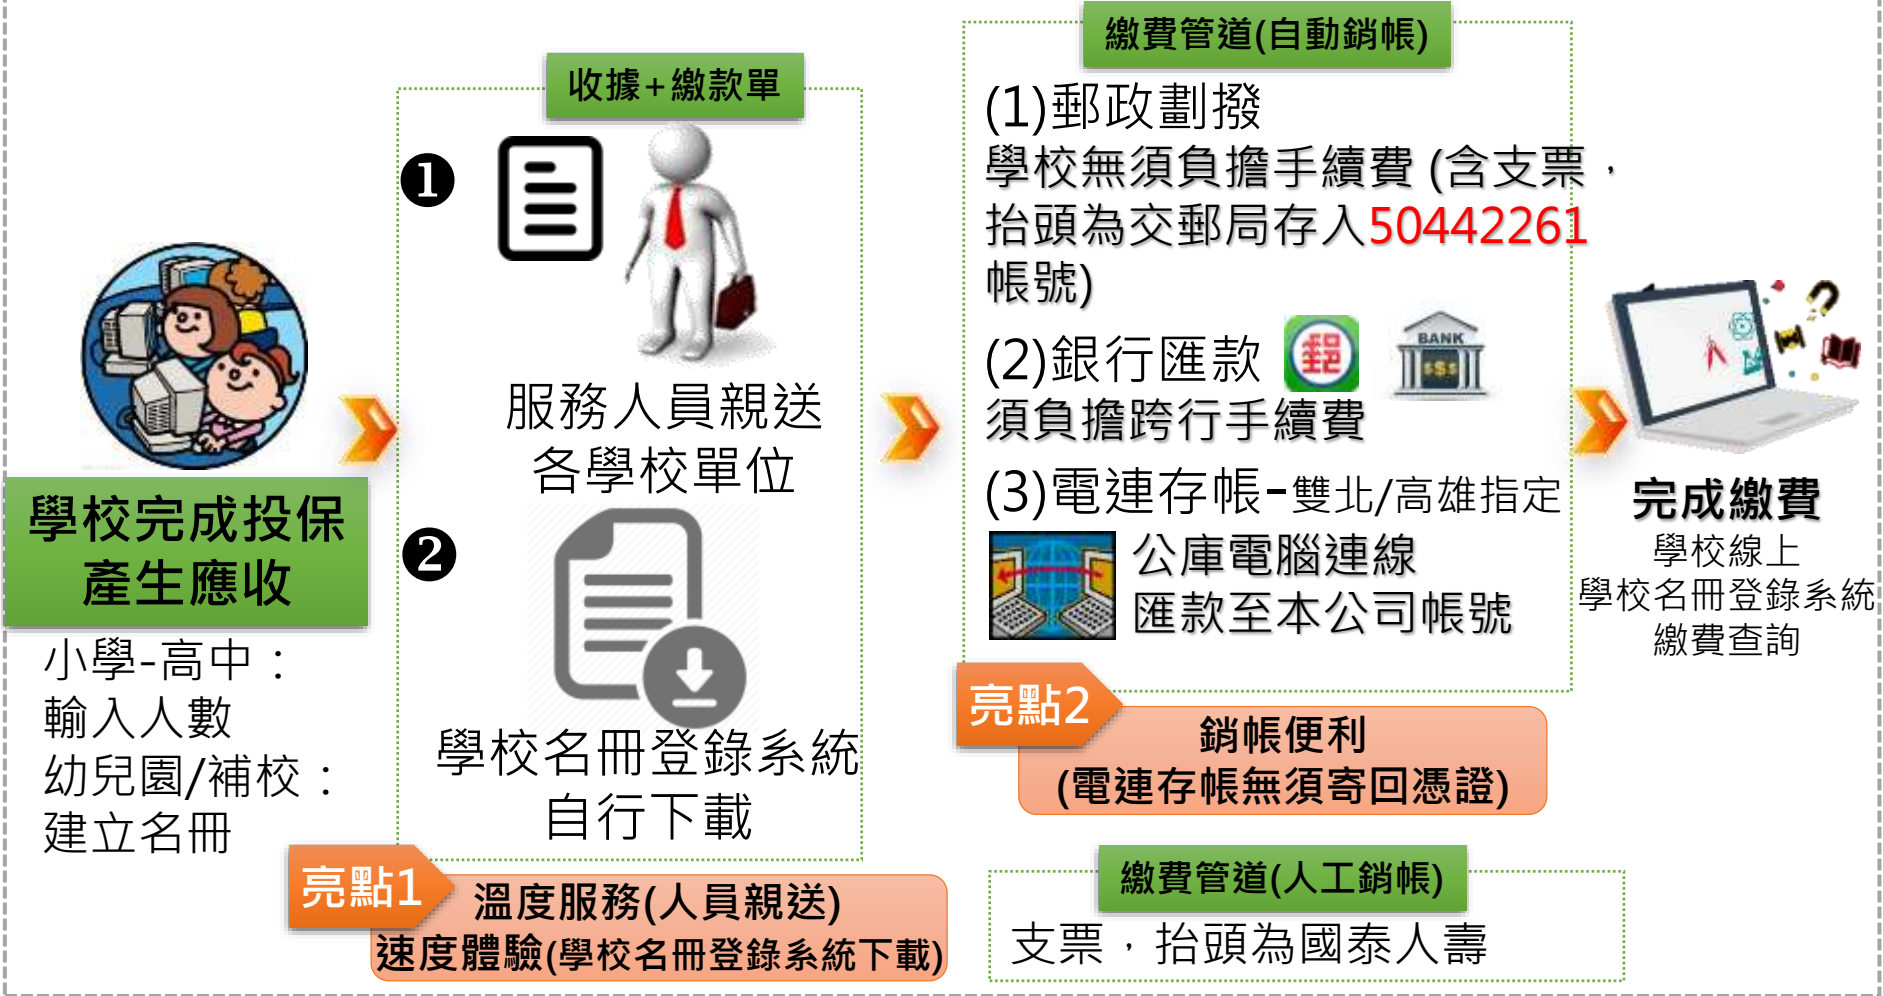 學校完成投保
產生應收
小學-高中：
輸入人數
幼兒園/補校：
建立名冊
收據+繳款單
❶
服務人員親送
各學校單位
❷
學校名冊登錄系統
自行下載
亮點1
溫度服務(人員親送)
速度體驗(學校名冊登錄系統下載)
繳費管道(自動銷帳)
(1)郵政劃撥
學校無須負擔手續費 (含支票，
抬頭為交郵局存入50442261
帳號)
(2)銀行匯款
郵
BANK
$$$
須負擔跨行手續費
(3)電連存帳-雙北/高雄指定
公庫電腦連線
匯款至本公司帳號
亮點2
銷帳便利
(電連存帳無須寄回憑證)
繳費管道(人工銷帳)
支票，抬頭為國泰人壽
完成繳費
學校線上
學校名冊登錄系統
繳費查詢